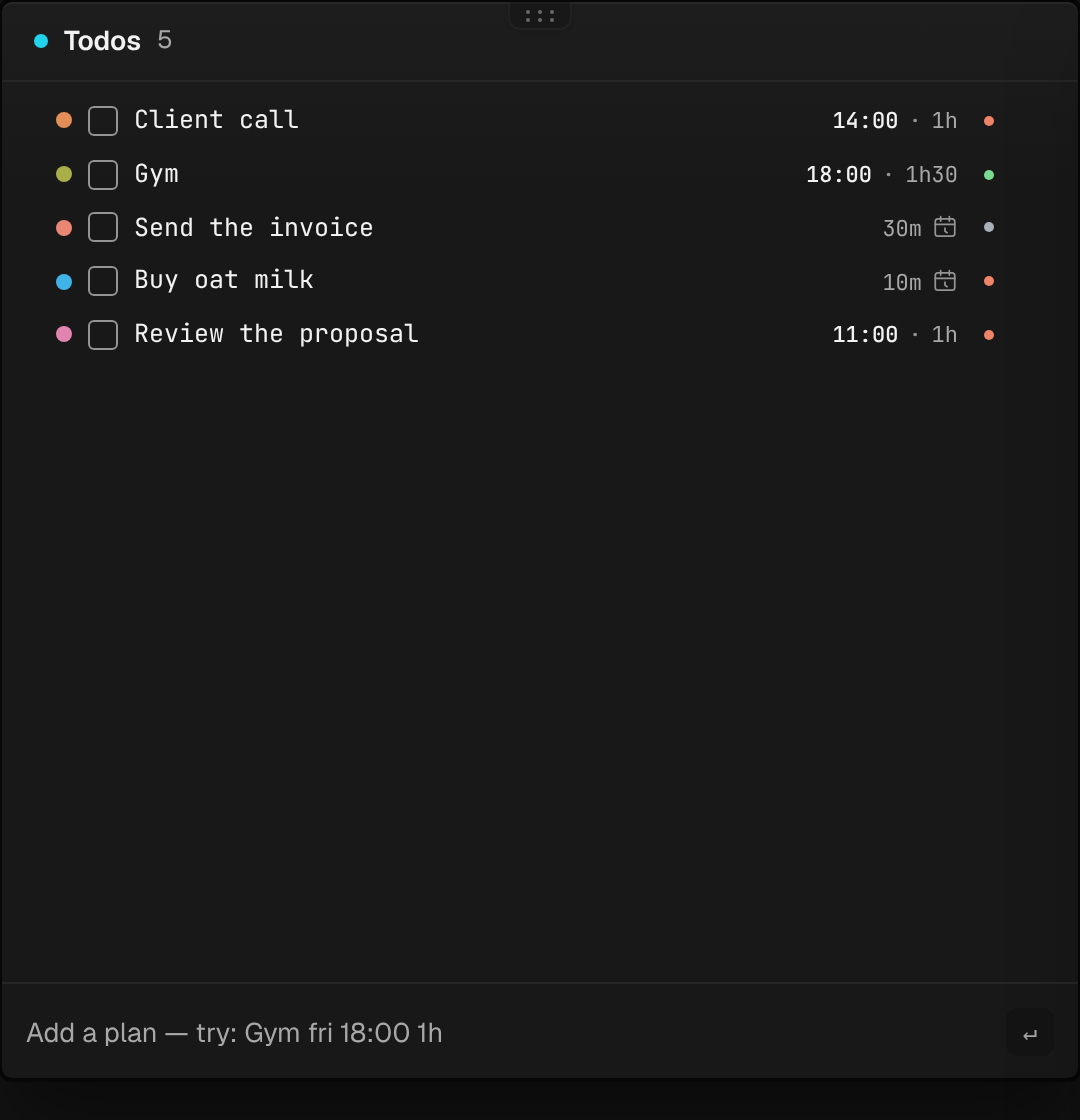 Todos 5
Client call 14:00 · 1h
Gym 18:00 · 1h30
Send the invoice 30m
Buy oat milk 10m
Review the proposal 11:00 · 1h
Add a plan — try: Gym fri 18:00 1h